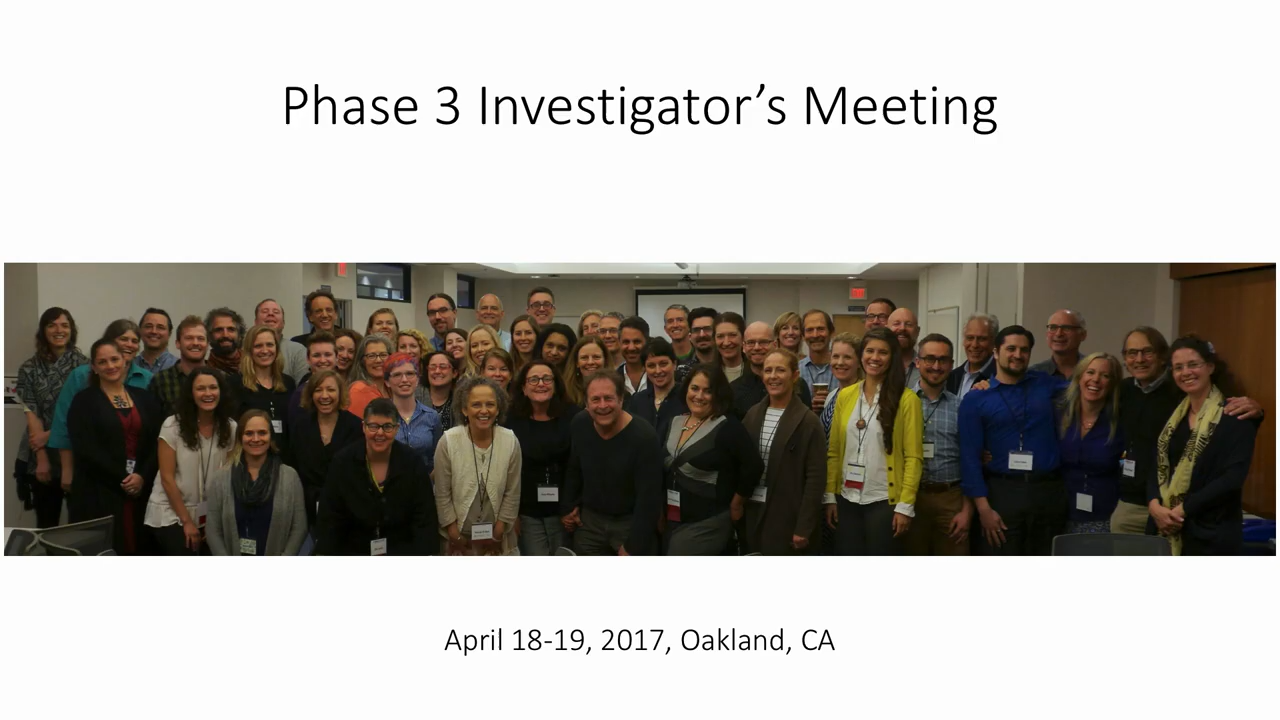 Phase 3 Investigator’s Meeting
April 18-19, 2017, Oakland, CA